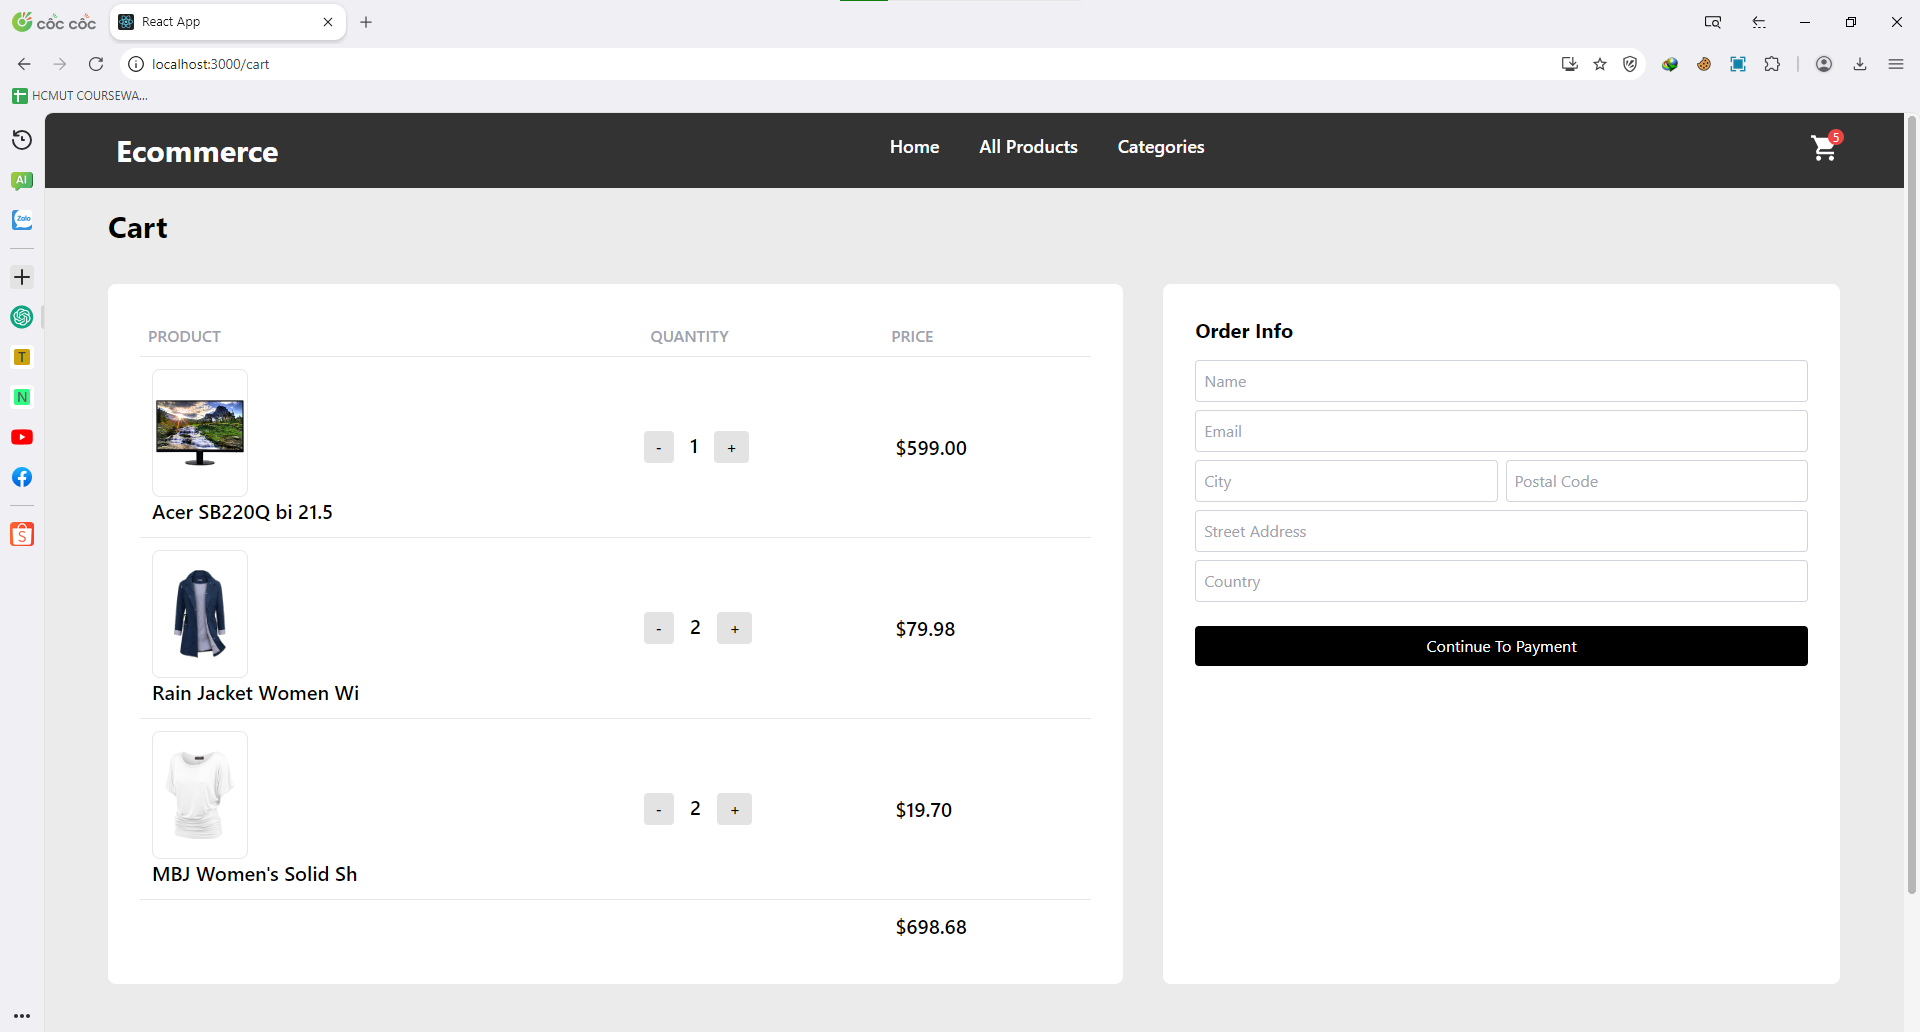 cốc cốc
React App
localhost:3000/cart
HCMUT COURSEWA...
AI
Zalo
T
N
S
Ecommerce
Home
All Products
Categories
5
Cart
PRODUCT
QUANTITY
PRICE
- 1 +
$599.00
Acer SB220Q bi 21.5
- 2 +
$79.98
Rain Jacket Women Wi
- 2 +
$19.70
MBJ Women's Solid Sh
$698.68
Order Info
Name
Email
City
Postal Code
Street Address
Country
Continue To Payment